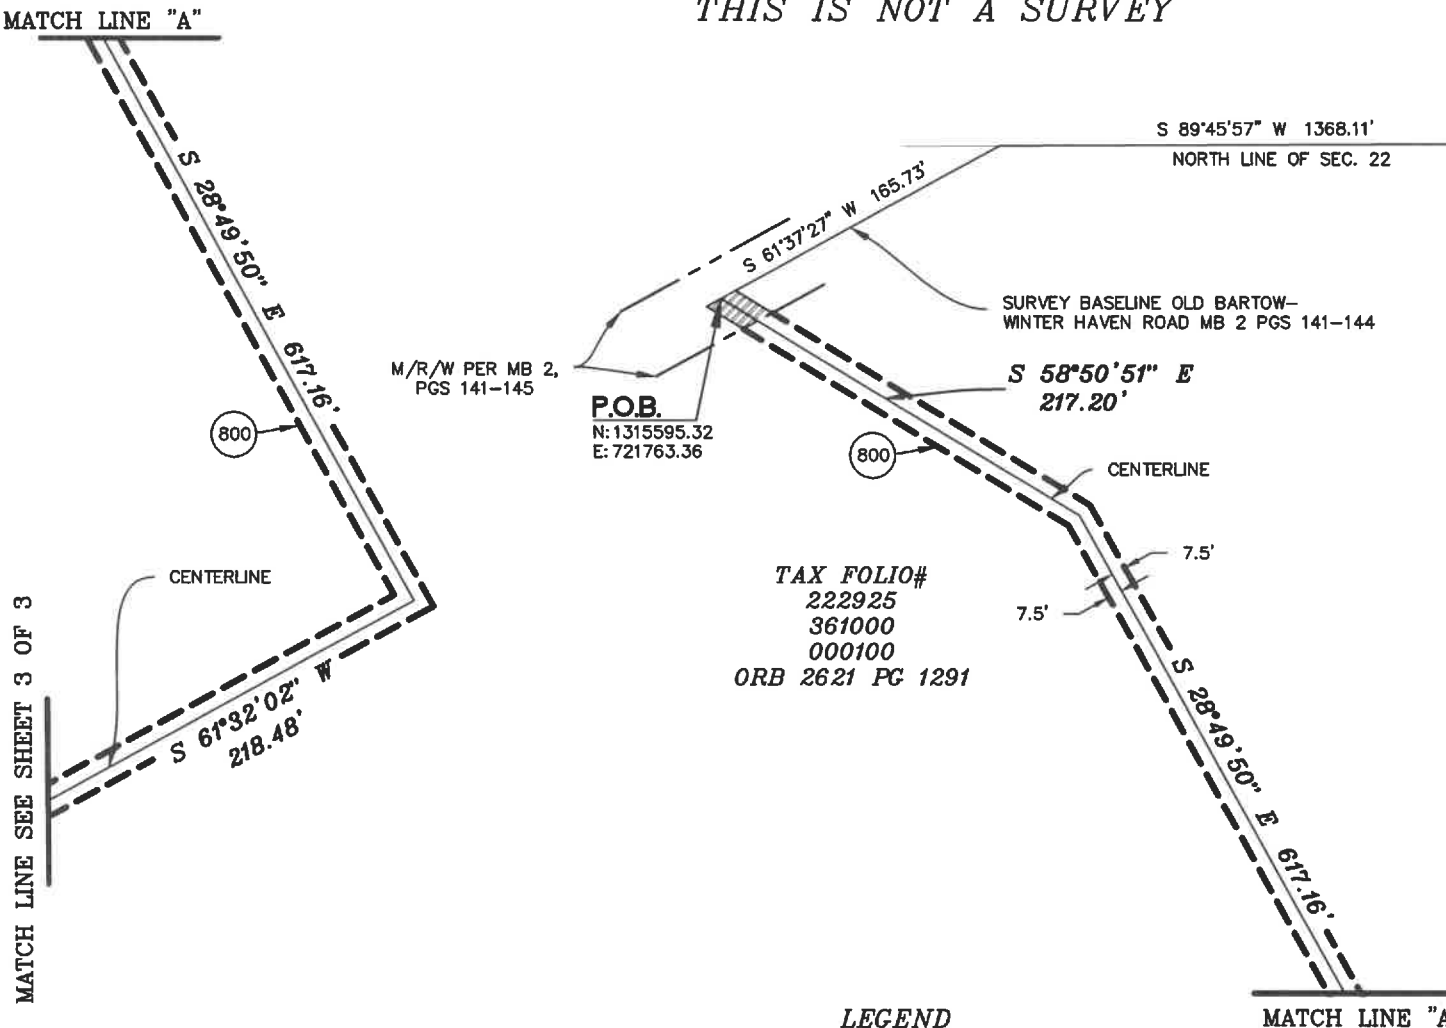 THIS IS NOT A SURVEY
MATCH LINE "A"
S 28°49'50" E 617.16'
800
CENTERLINE
S 61°32'02" W
218.48'
MATCH LINE SEE SHEET 3 OF 3
S 89°45'57" W 1368.11'
NORTH LINE OF SEC. 22
S 61°37'27" W 165.73'
SURVEY BASELINE OLD BARTOW-
WINTER HAVEN ROAD MB 2 PGS 141-144
M/R/W PER MB 2,
PGS 141-145
P.O.B.
N:1315595.32
E:721763.36
S 58°50'51" E
217.20'
800
CENTERLINE
7.5'
7.5'
TAX FOLIO#
222925
361000
000100
ORB 2621 PG 1291
S 28°49'50" E 617.16'
LEGEND
MATCH LINE "A